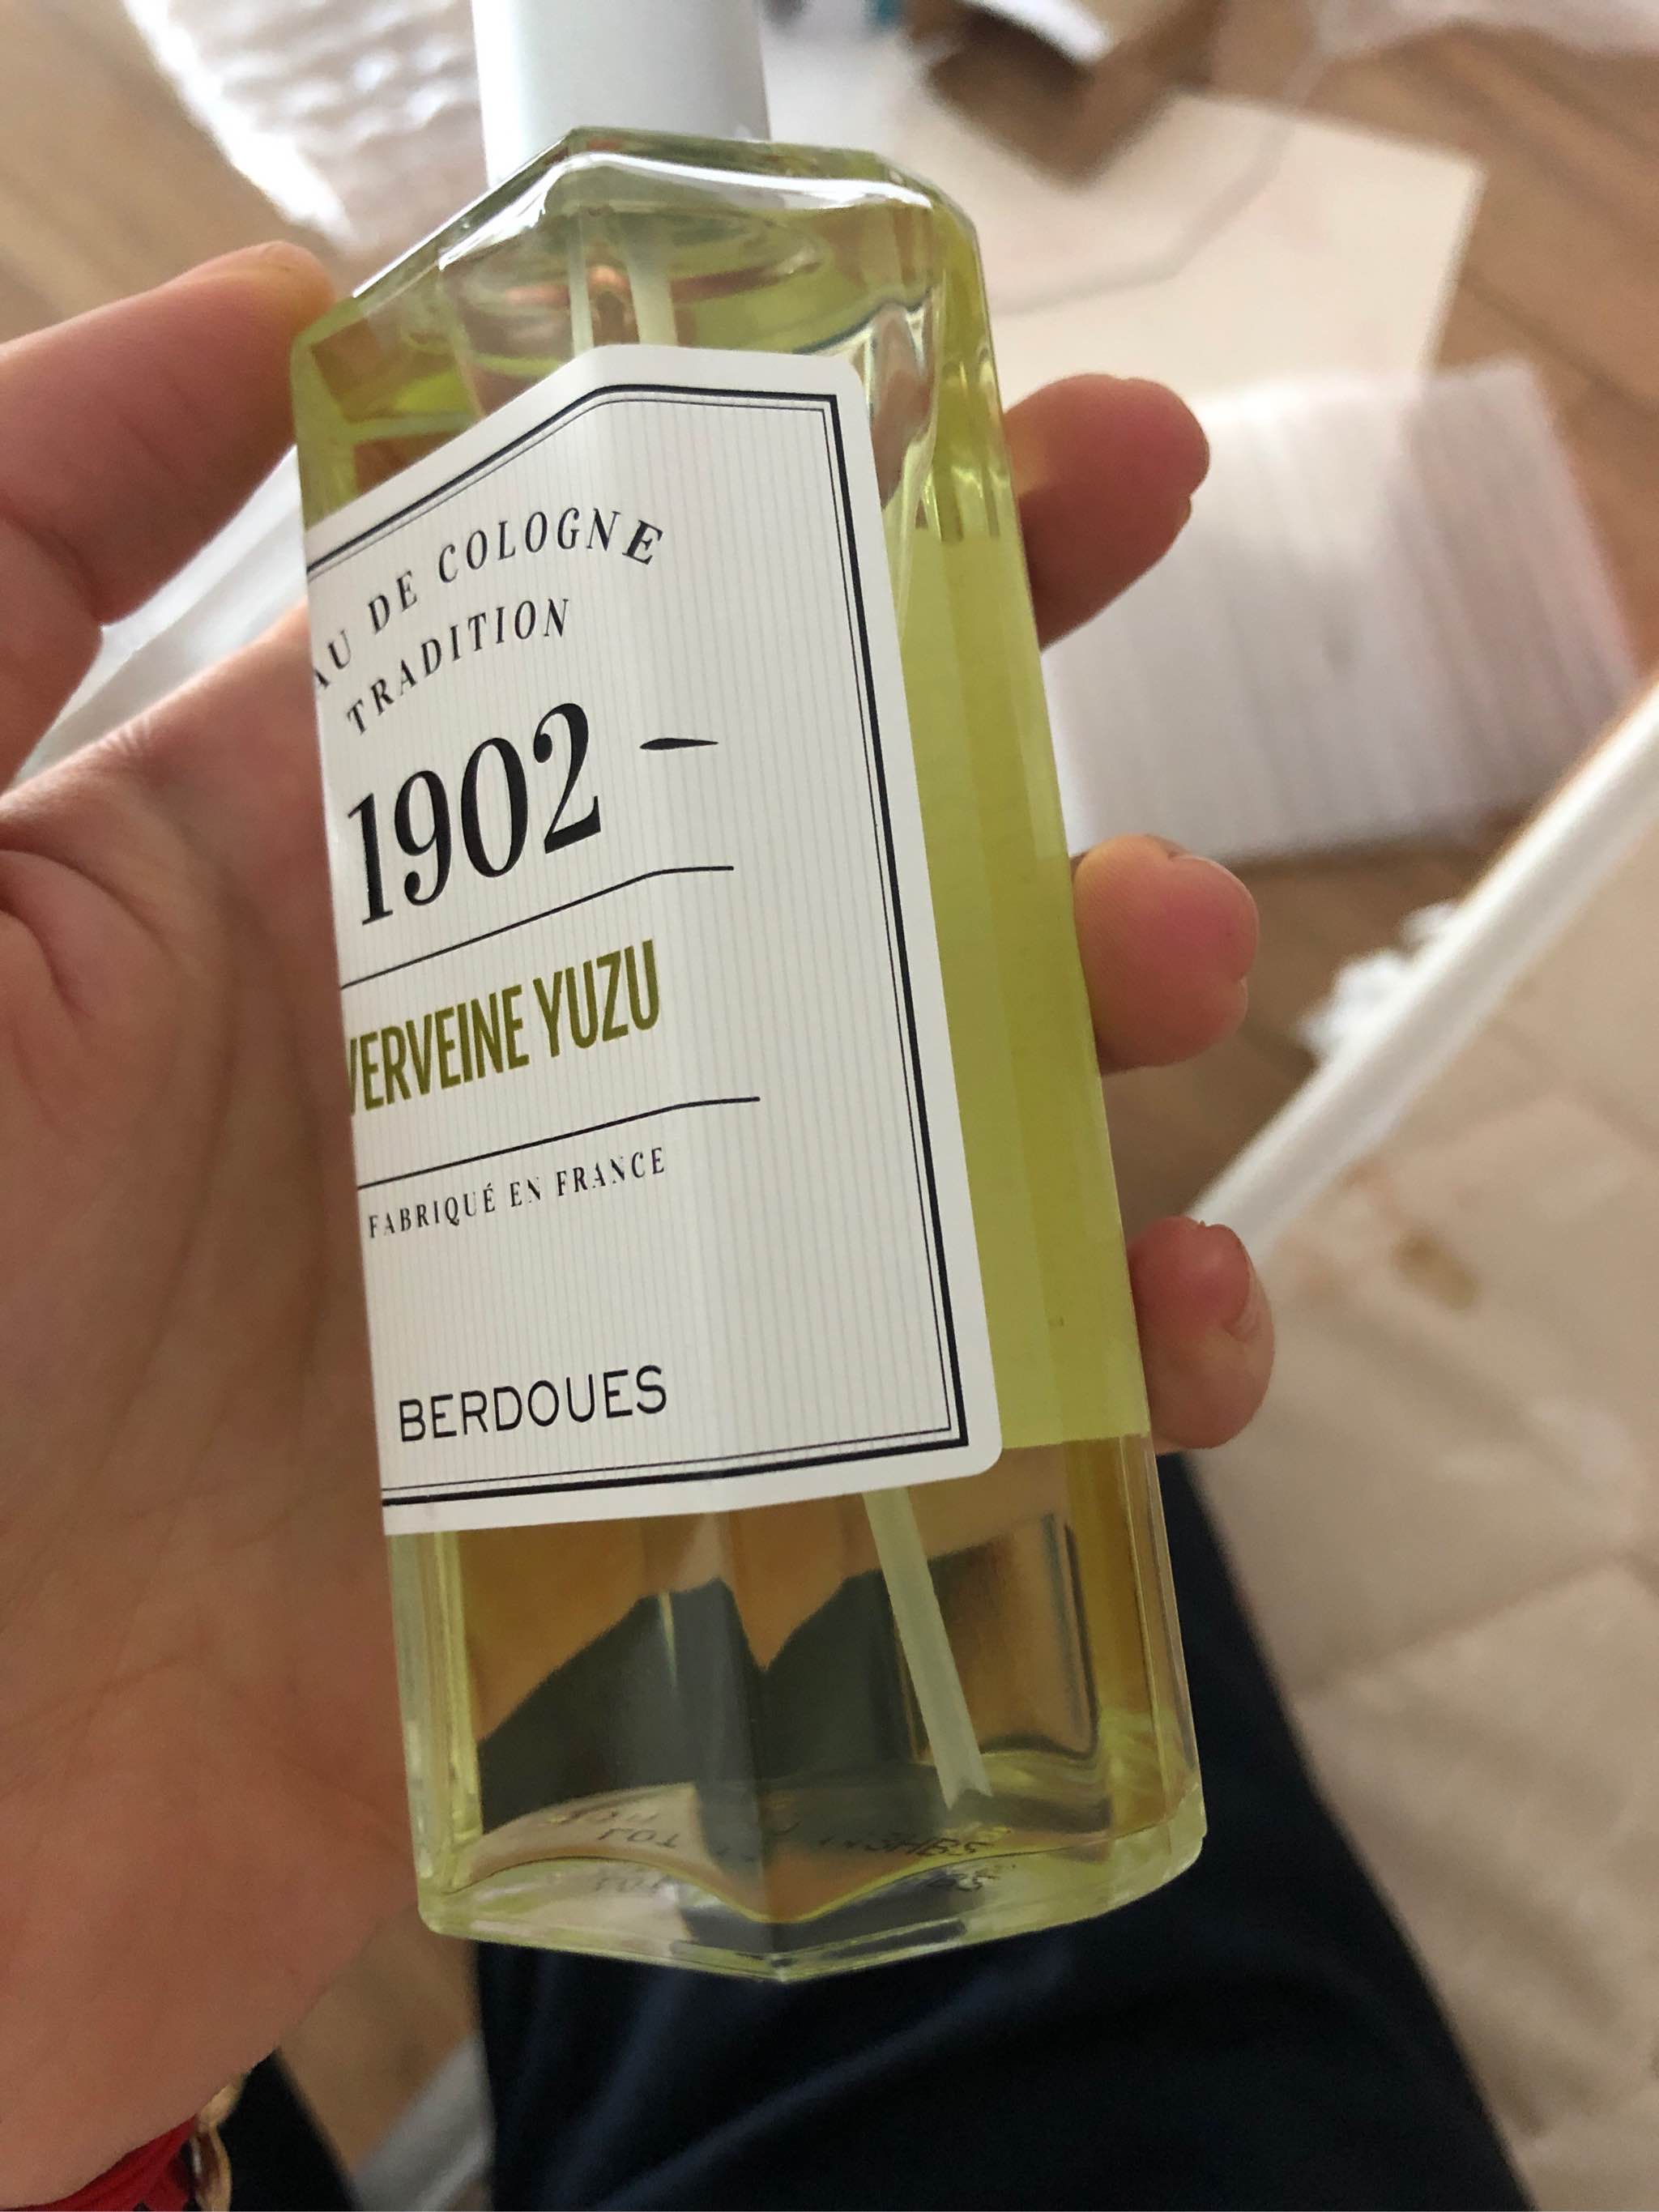 AU DE COLOGNE
TRADITION
1902 –
VERVEINE YUZU
FABRIQUÉ EN FRANCE
BERDOUES